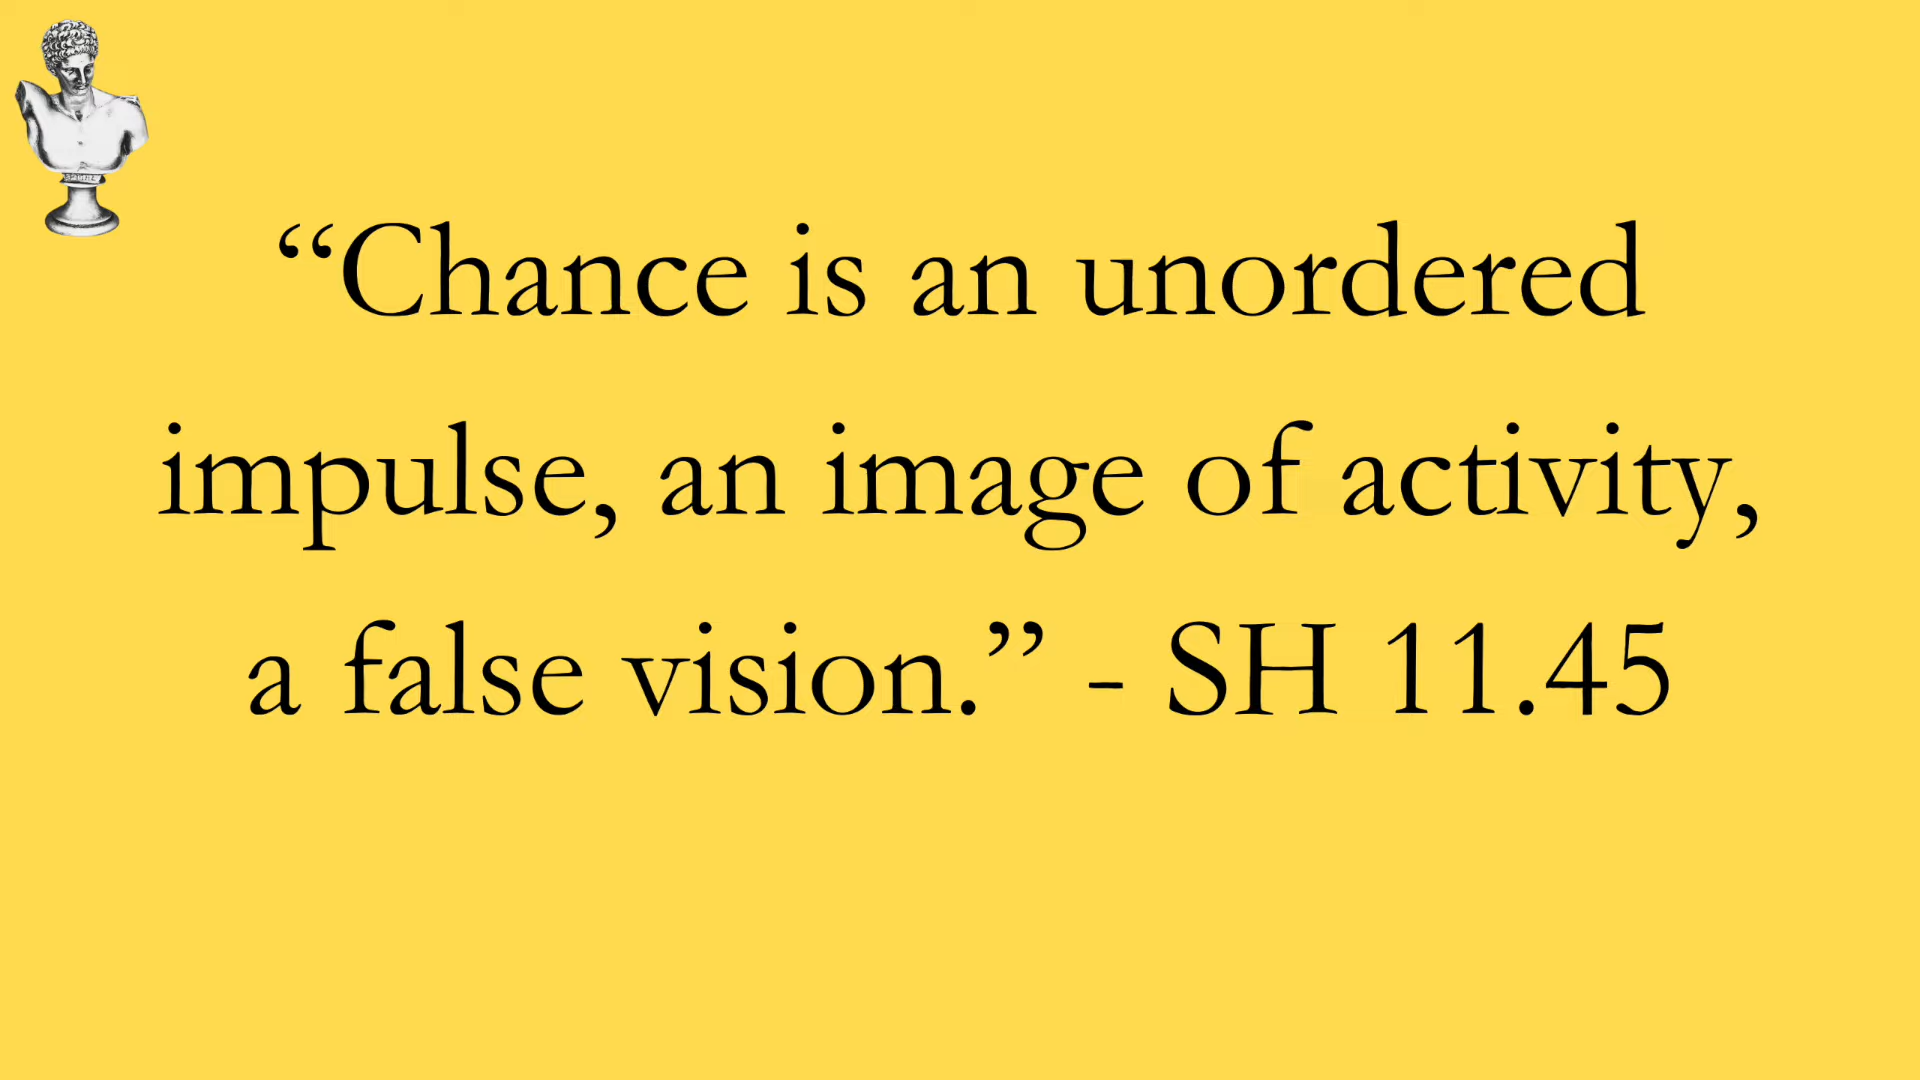 “Chance is an unordered
impulse, an image of activity,
a false vision.” - SH 11.45